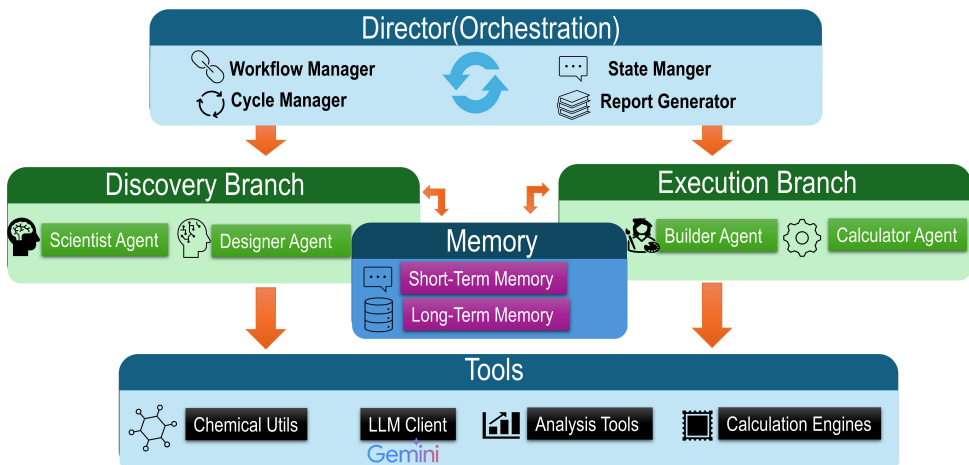 Director(Orchestration)
Workflow Manager
State Manger
Cycle Manager
Report Generator
Discovery Branch
Execution Branch
Scientist Agent
Designer Agent
Builder Agent
Calculator Agent
Memory
Short-Term Memory
Long-Term Memory
Tools
Chemical Utils
LLM Client
Analysis Tools
Calculation Engines
Gemini